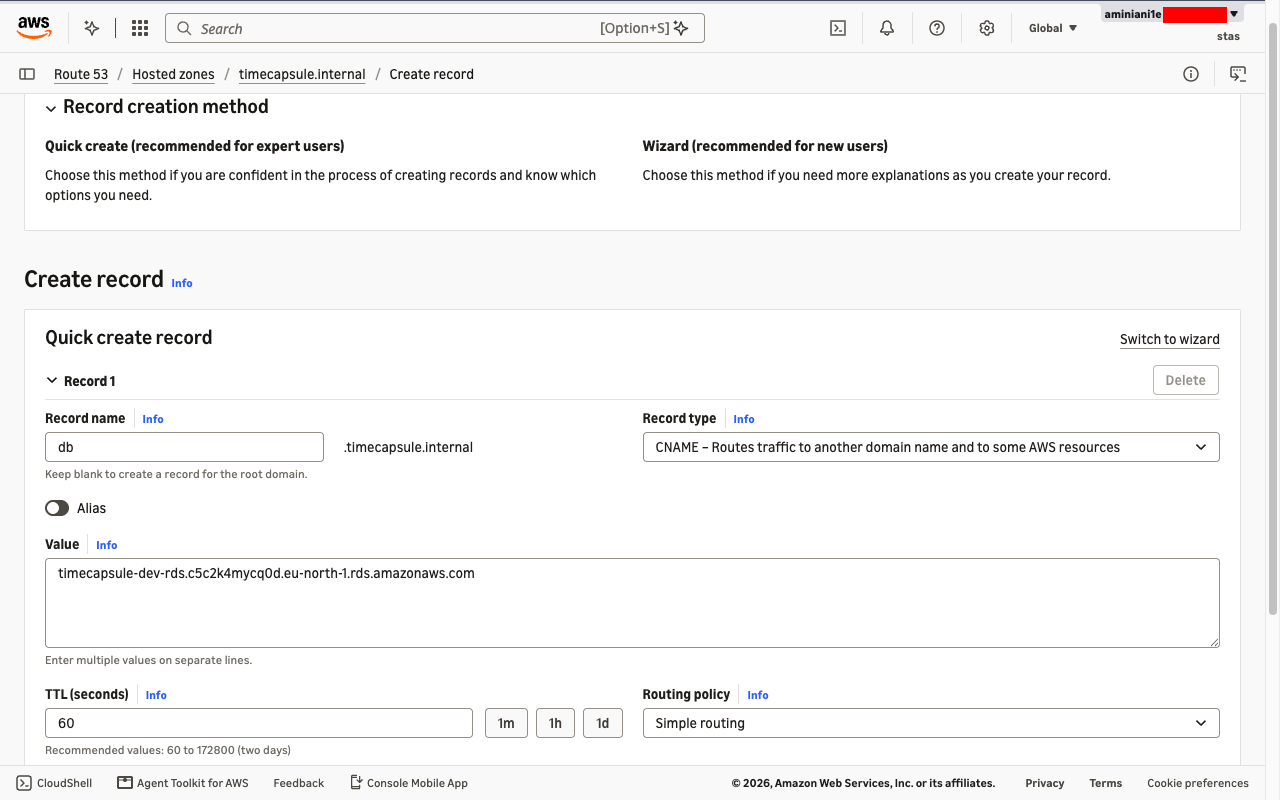 aws
Search
[Option+S]
Global
aminiani1e
stas
Route 53 / Hosted zones / timecapsule.internal / Create record
Record creation method
Quick create (recommended for expert users)
Choose this method if you are confident in the process of creating records and know which
options you need.
Wizard (recommended for new users)
Choose this method if you need more explanations as you create your record.
Create record Info
Quick create record
Switch to wizard
Record 1
Delete
Record name Info
db
.timecapsule.internal
Keep blank to create a record for the root domain.
Record type Info
CNAME – Routes traffic to another domain name and to some AWS resources
Alias
Value Info
timecapsule-dev-rds.c5c2k4mycq0d.eu-north-1.rds.amazonaws.com
Enter multiple values on separate lines.
TTL (seconds) Info
60
1m
1h
1d
Recommended values: 60 to 172800 (two days)
Routing policy Info
Simple routing
CloudShell
Agent Toolkit for AWS
Feedback
Console Mobile App
© 2026, Amazon Web Services, Inc. or its affiliates.
Privacy
Terms
Cookie preferences